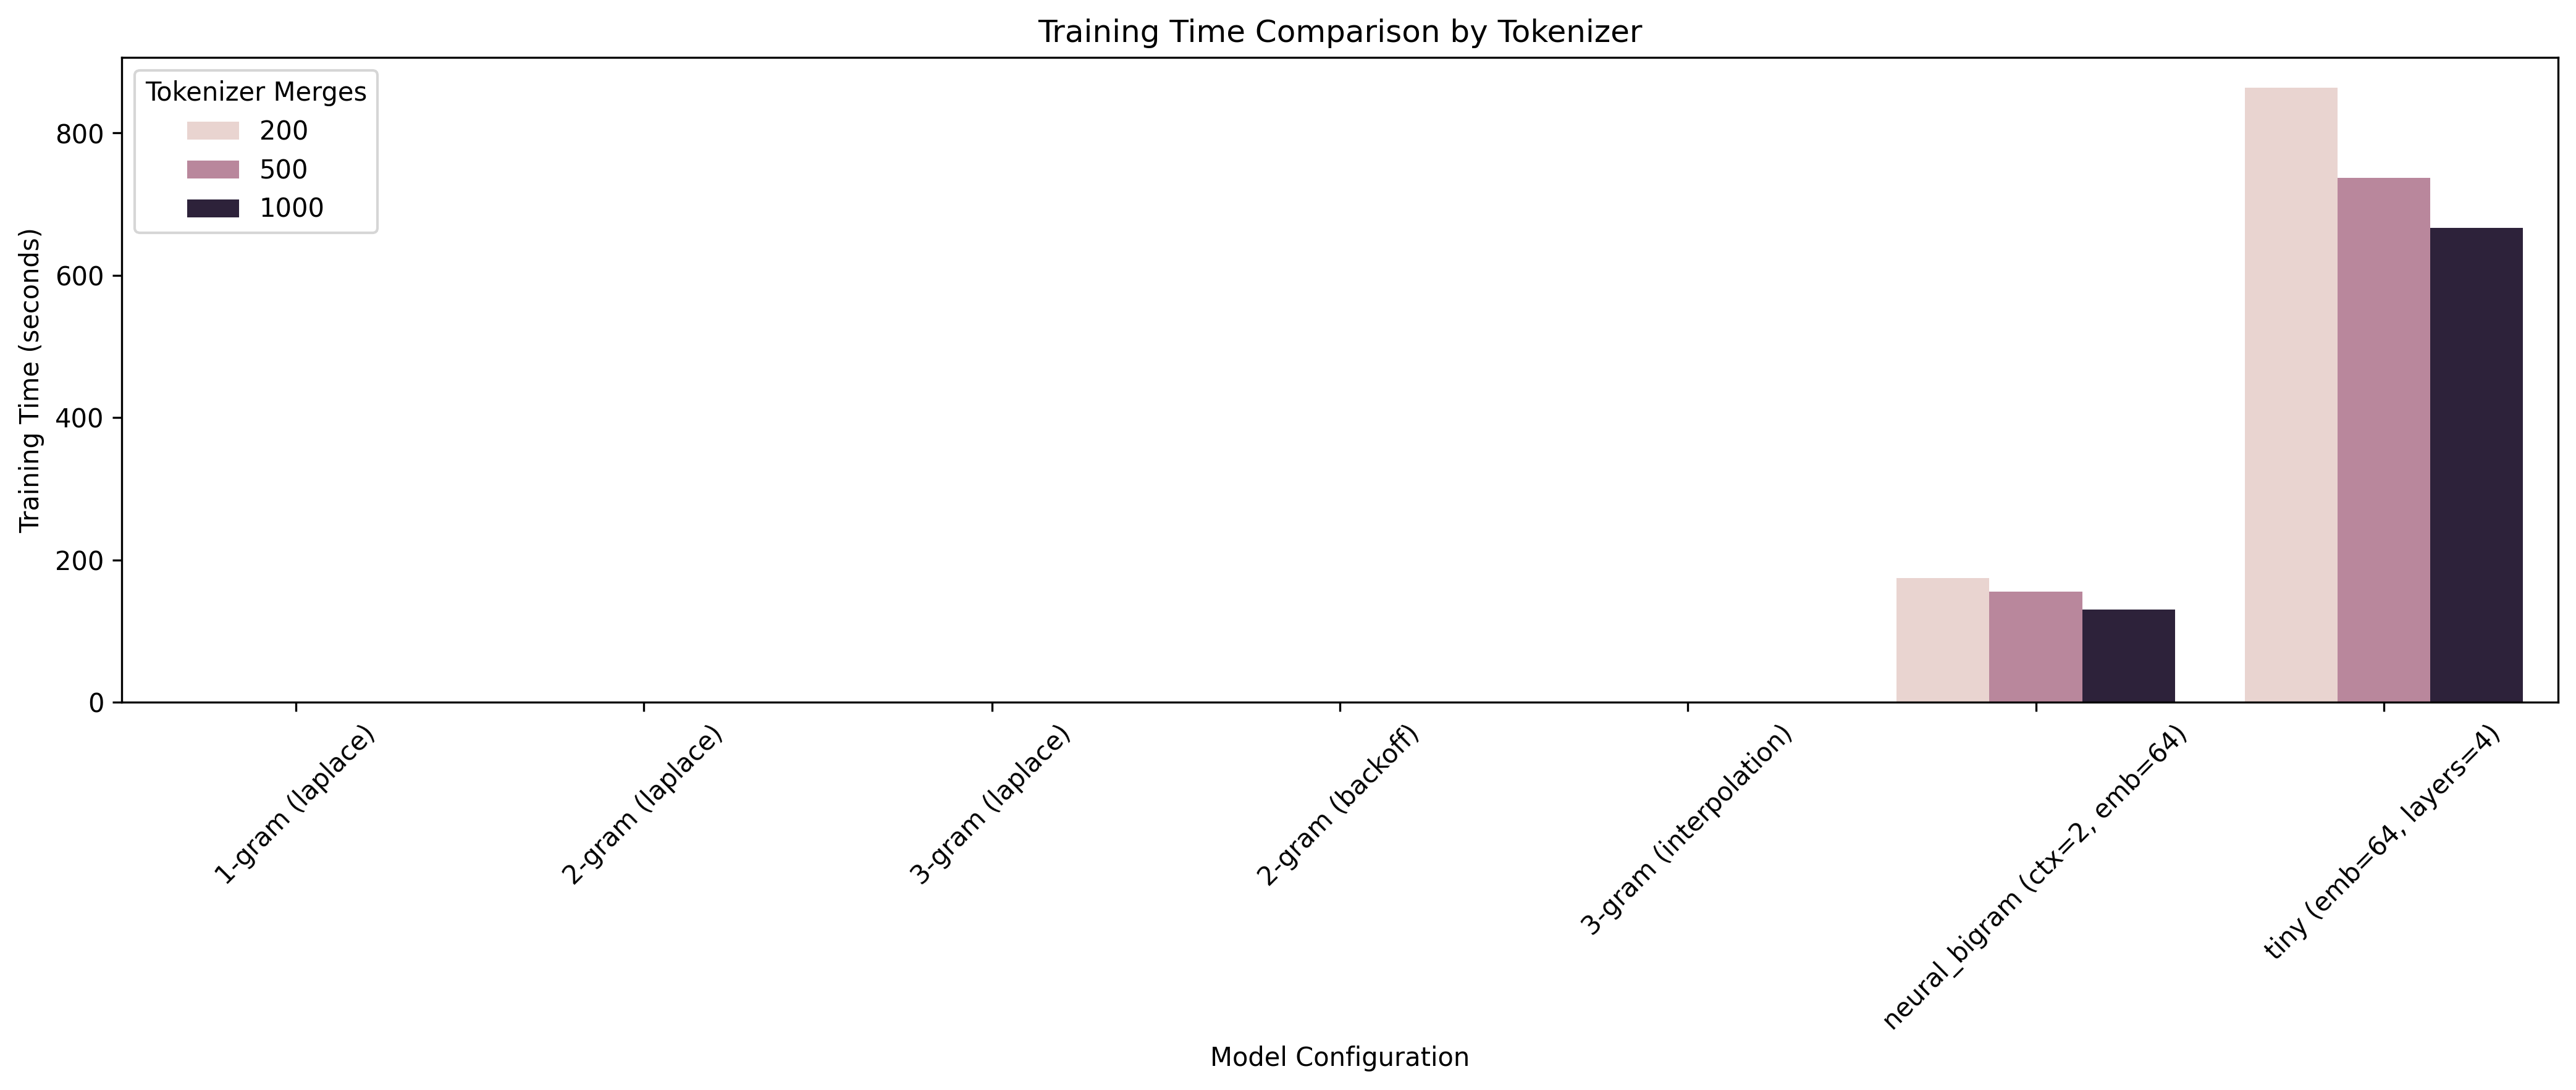 Training Time Comparison by Tokenizer
Tokenizer Merges
200
500
1000
Training Time (seconds)
800
600
400
200
0
1-gram (laplace)
2-gram (laplace)
3-gram (laplace)
2-gram (backoff)
3-gram (interpolation)
neural_bigram (ctx=2, emb=64)
tiny (emb=64, layers=4)
Model Configuration